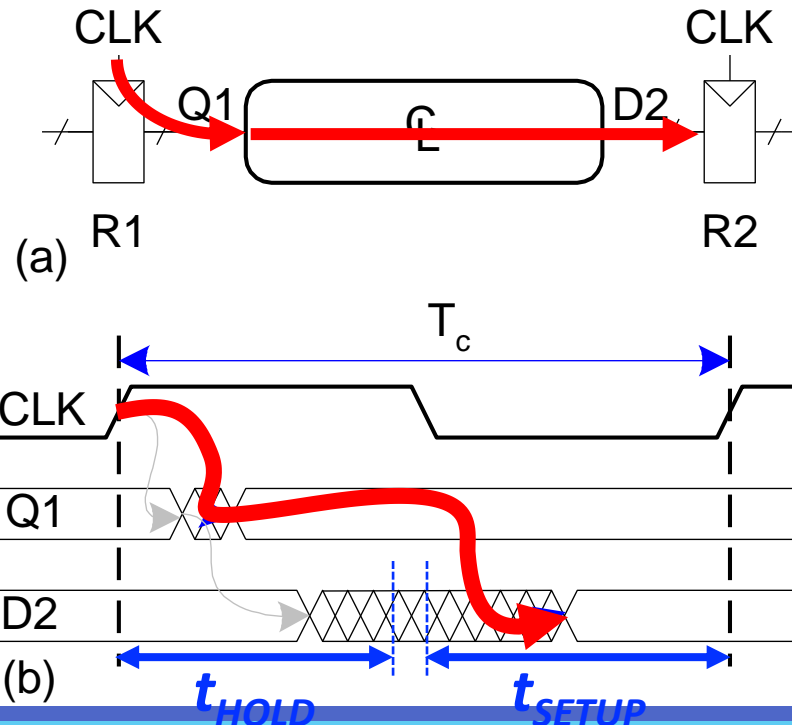 CLK CLK
Q1 CL D2
R1 R2
(a)
Tc
CLK
Q1
D2
(b)
tHOLD tSETUP